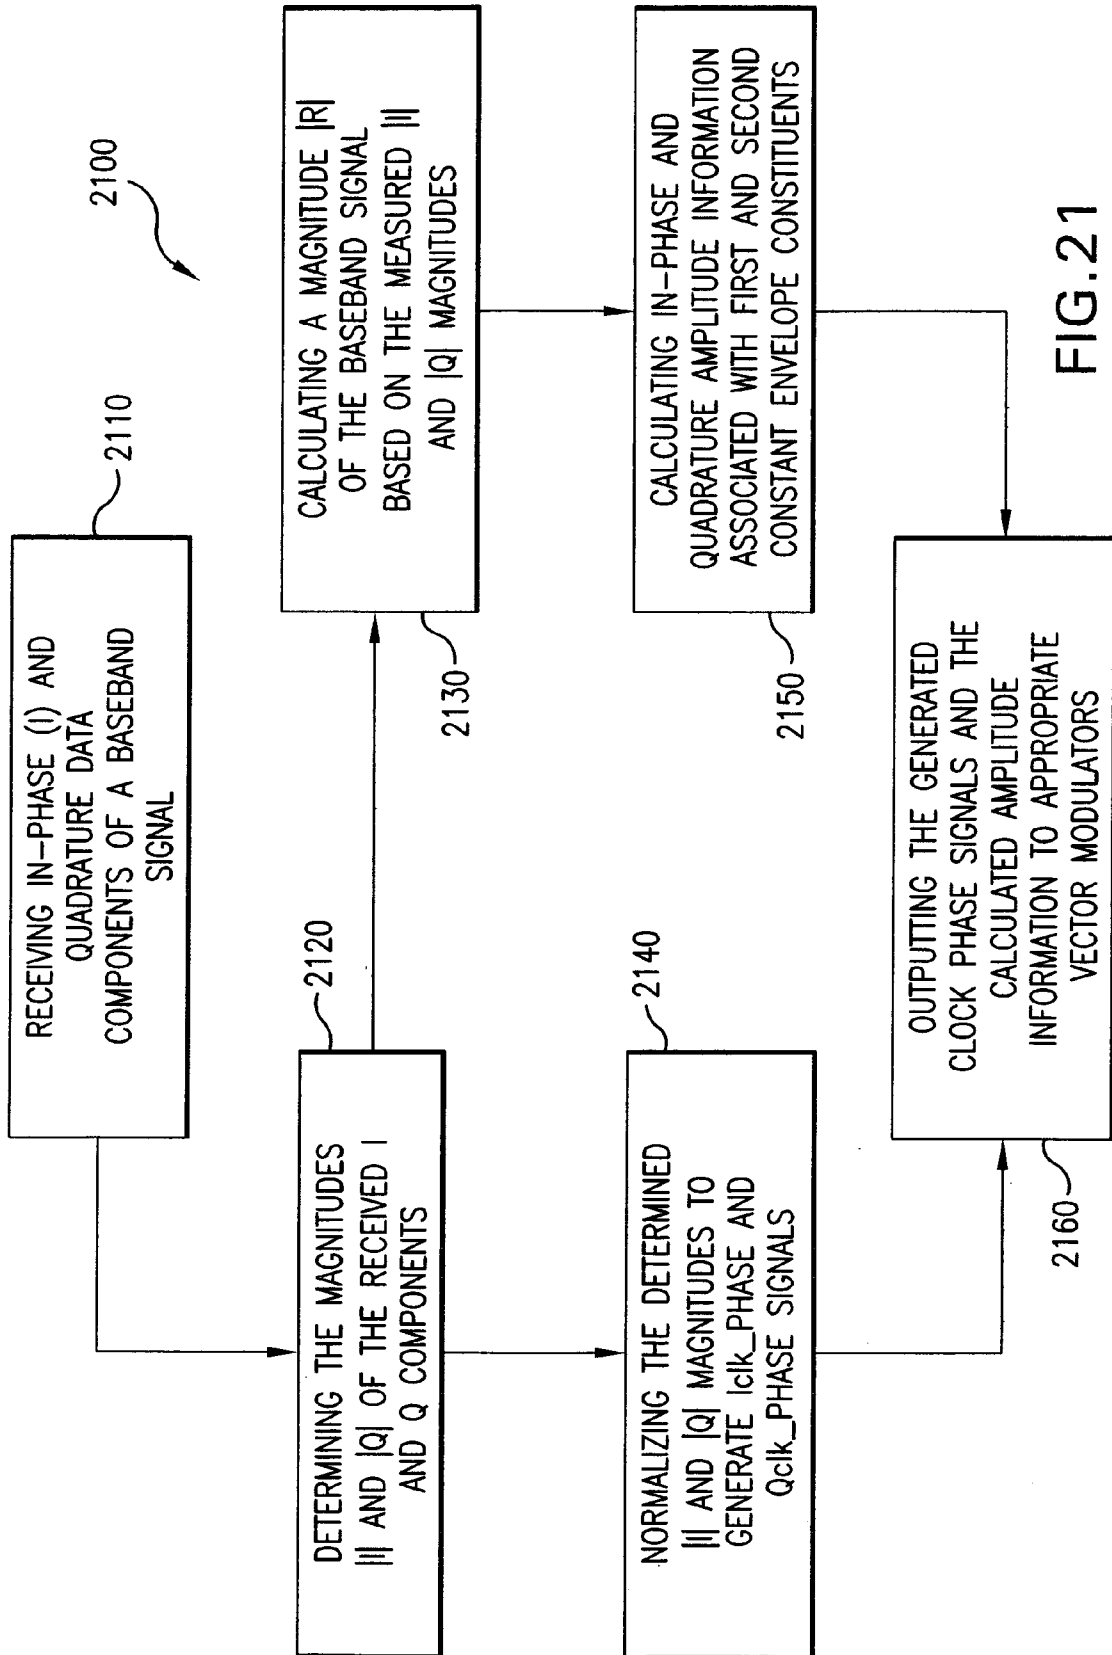 2100
RECEIVING IN-PHASE (I) AND
QUADRATURE DATA
COMPONENTS OF A BASEBAND
SIGNAL
2110
DETERMINING THE MAGNITUDES
|I| AND |Q| OF THE RECEIVED I
AND Q COMPONENTS
2120
CALCULATING A MAGNITUDE |R|
OF THE BASEBAND SIGNAL
BASED ON THE MEASURED |I|
AND |Q| MAGNITUDES
2130
NORMALIZING THE DETERMINED
|I| AND |Q| MAGNITUDES TO
GENERATE Iclk_PHASE AND
Qclk_PHASE SIGNALS
2140
CALCULATING IN-PHASE AND
QUADRATURE AMPLITUDE INFORMATION
ASSOCIATED WITH FIRST AND SECOND
CONSTANT ENVELOPE CONSTITUENTS
2150
OUTPUTTING THE GENERATED
CLOCK PHASE SIGNALS AND THE
CALCULATED AMPLITUDE
INFORMATION TO APPROPRIATE
VECTOR MODULATORS
2160
FIG.21